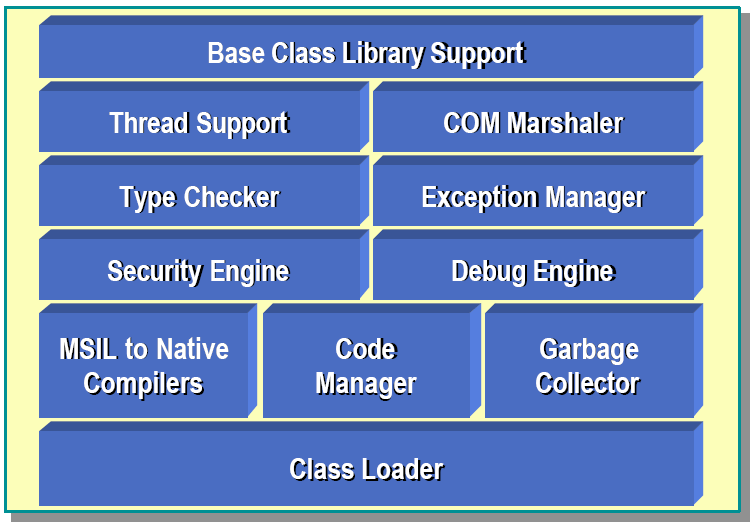 Base Class Library Support
Thread Support
COM Marshaler
Type Checker
Exception Manager
Security Engine
Debug Engine
MSIL to Native
Compilers
Code
Manager
Garbage
Collector
Class Loader